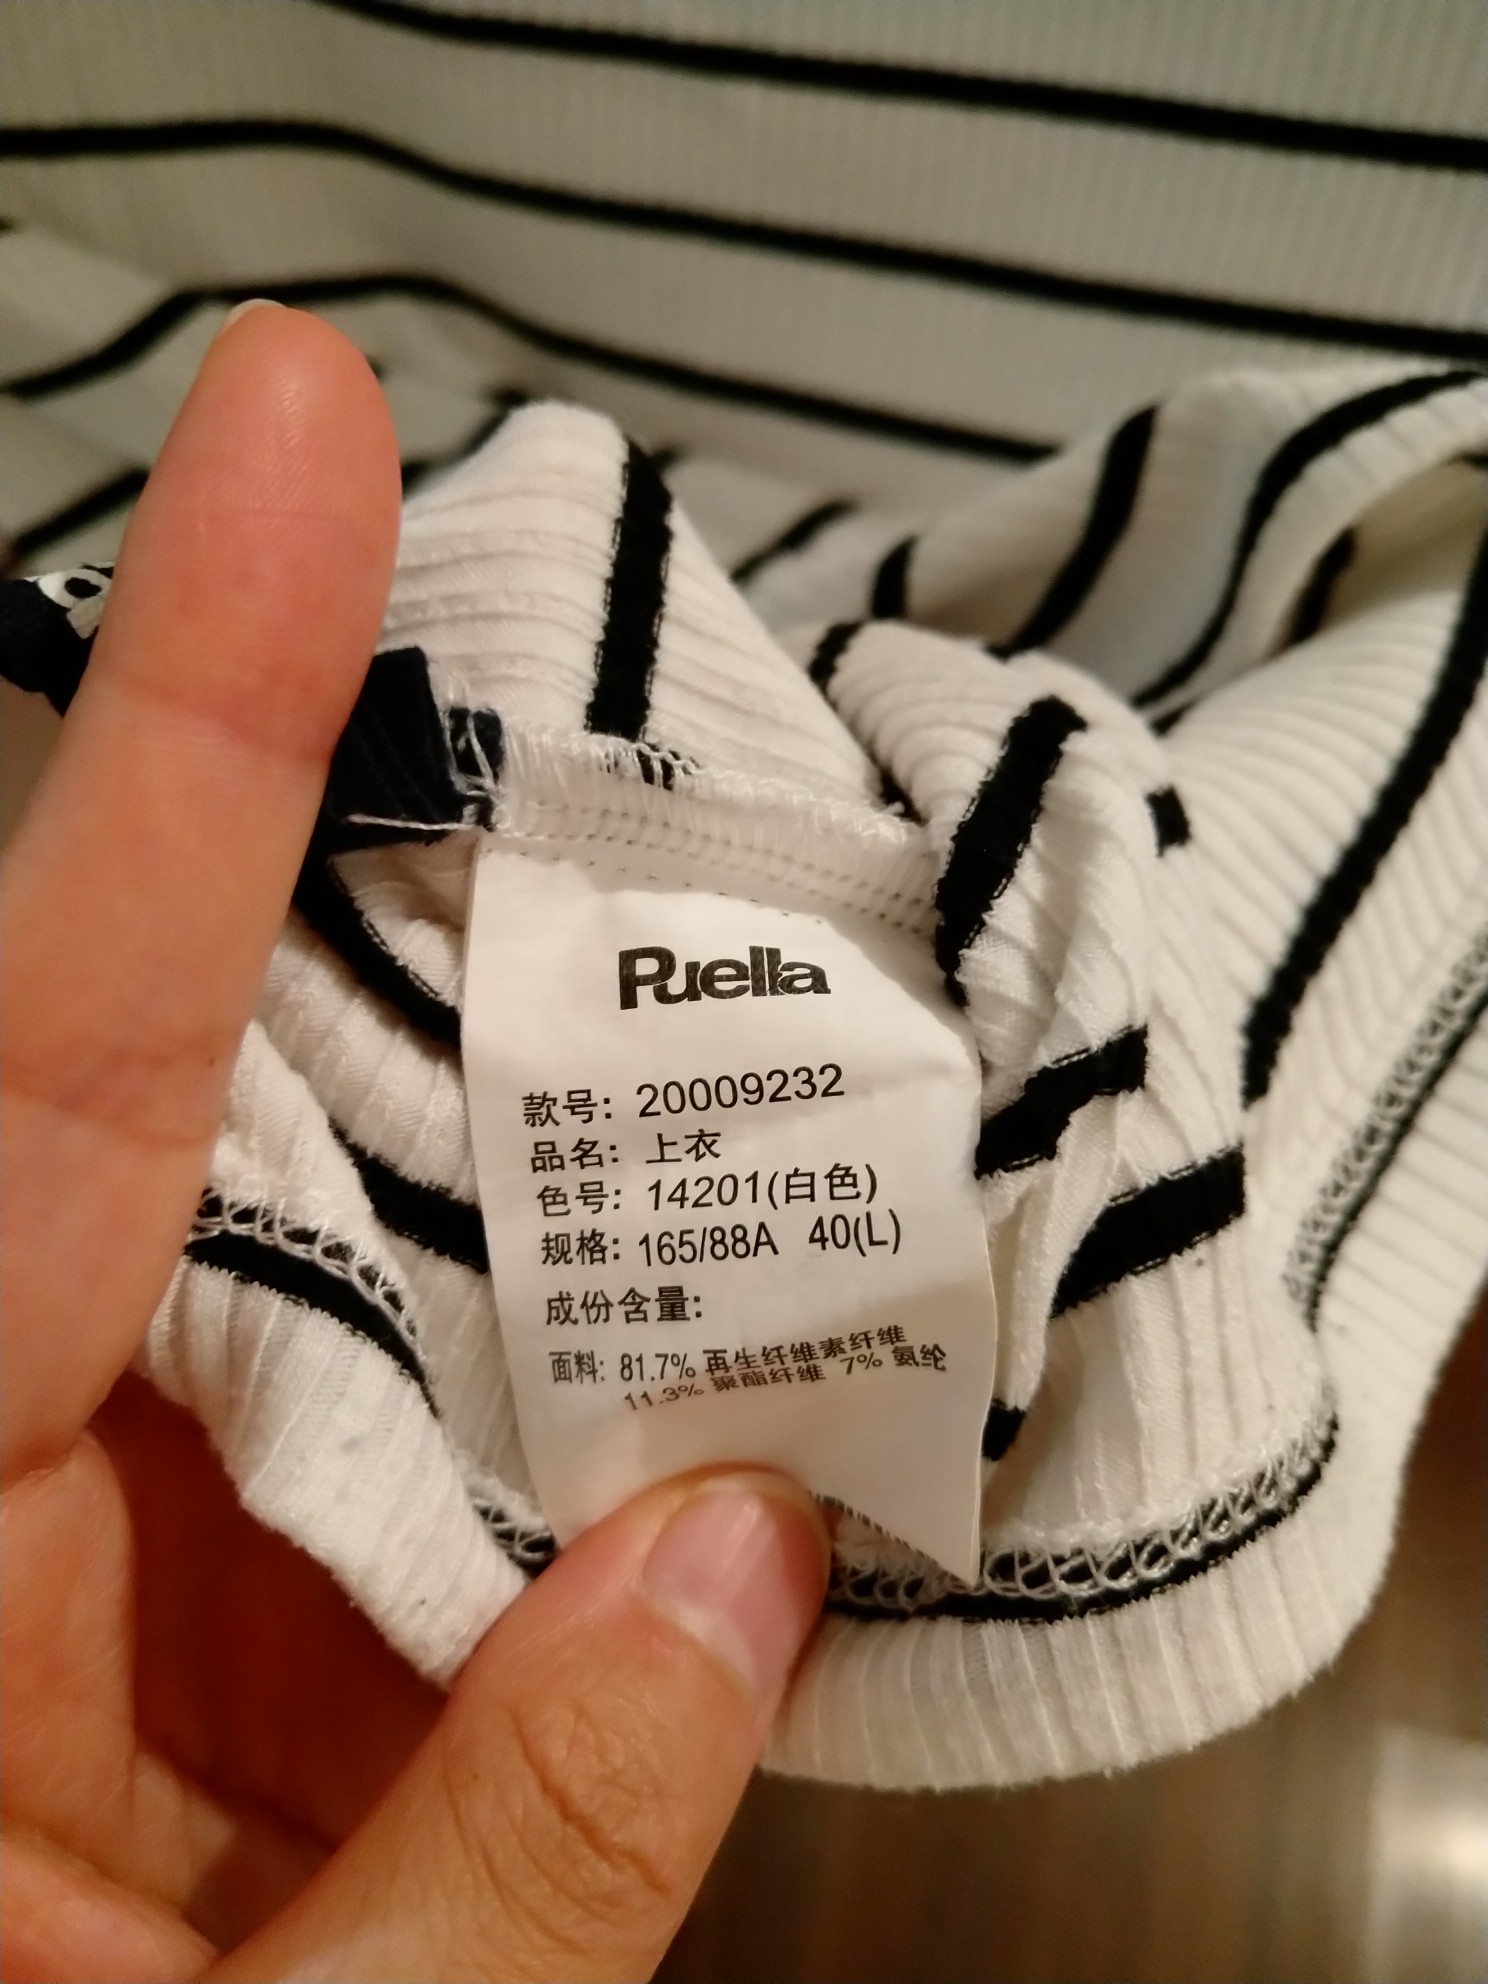 Puella
款号: 20009232
品名: 上衣
色号: 14201(白色)
规格: 165/88A 40(L)
成份含量:
面料: 81.7% 再生纤维素纤维
11.3% 聚酯纤维 7% 氨纶